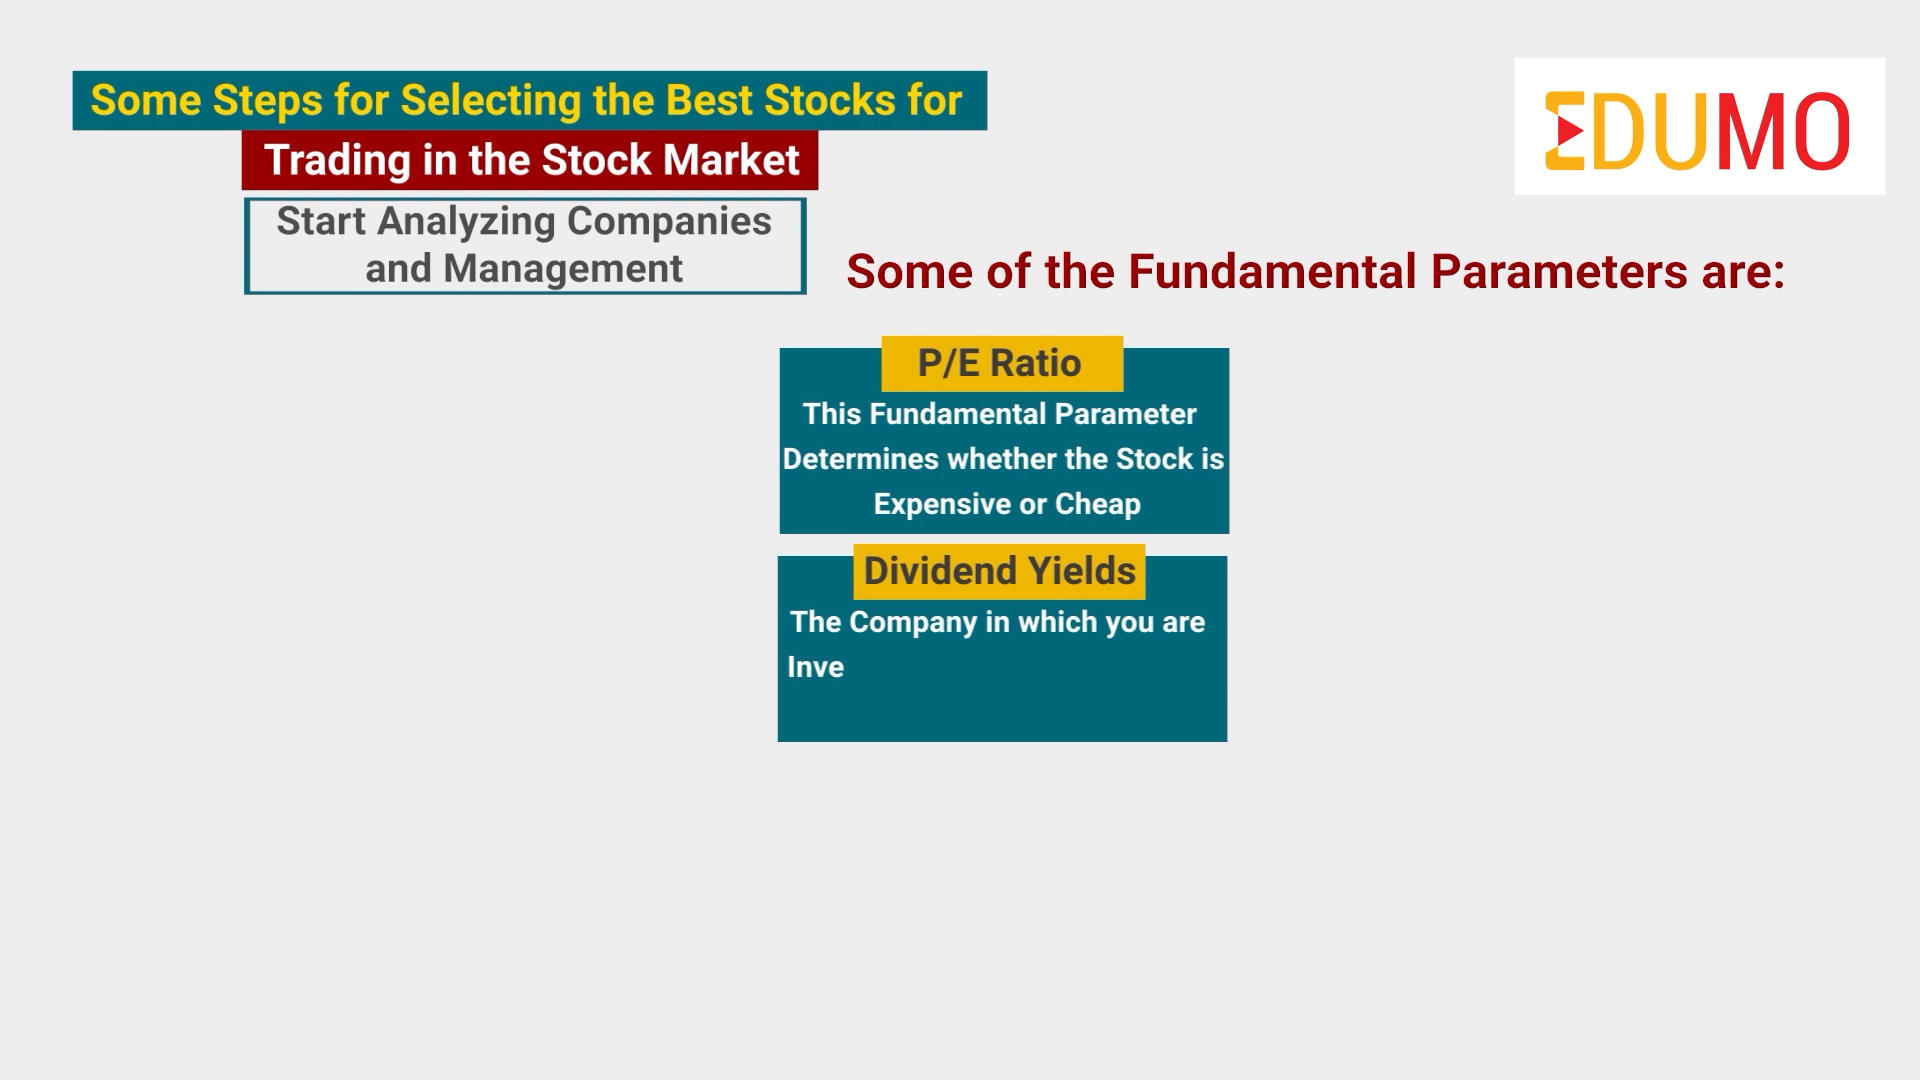 Some Steps for Selecting the Best Stocks for
Trading in the Stock Market
Start Analyzing Companies
and Management
EDUMO
Some of the Fundamental Parameters are:
P/E Ratio
This Fundamental Parameter
Determines whether the Stock is
Expensive or Cheap
Dividend Yields
The Company in which you are
Inve